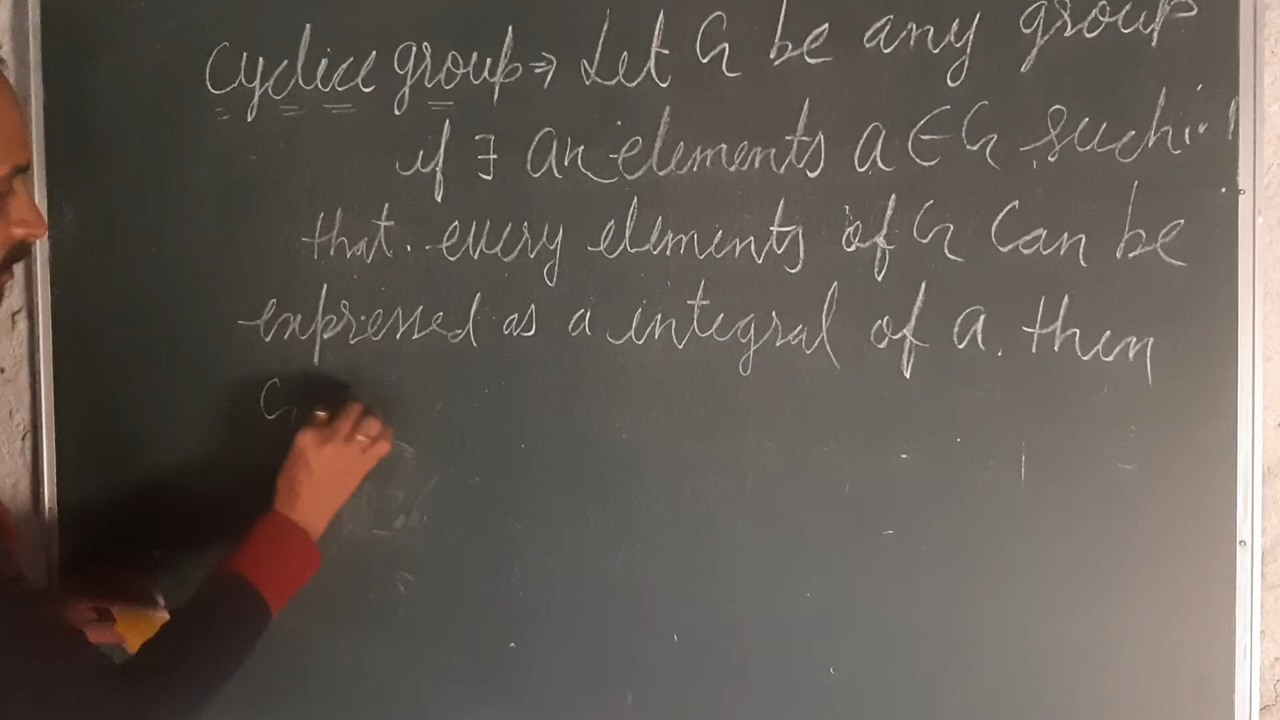 Cyclice group → Let G be any group
if ∃ an elements a ∈ G such
that. every elements of G Can be
expressed as a integral of a. then
G